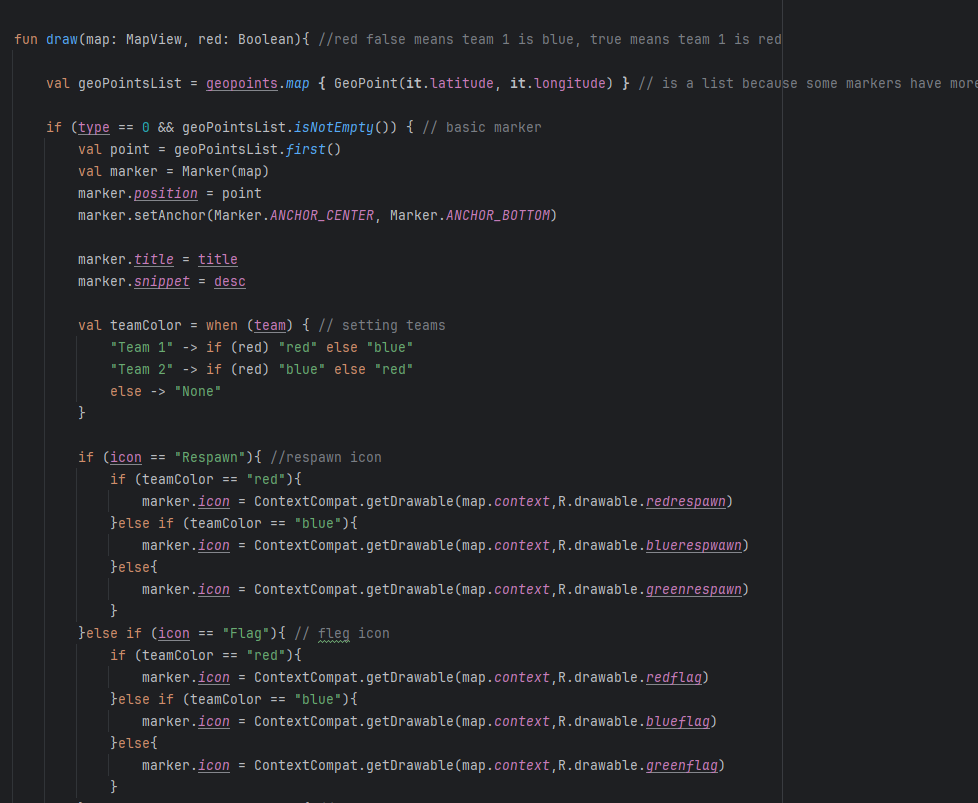 fun draw(map: MapView, red: Boolean){ //red false means team 1 is blue, true means team 1 is red
val geoPointsList = geopoints.map { GeoPoint(it.latitude, it.longitude) } // is a list because some markers have more
if (type == 0 && geoPointsList.isNotEmpty()) { // basic marker
val point = geoPointsList.first()
val marker = Marker(map)
marker.position = point
marker.setAnchor(Marker.ANCHOR_CENTER, Marker.ANCHOR_BOTTOM)
marker.title = title
marker.snippet = desc
val teamColor = when (team) { // setting teams
"Team 1" -> if (red) "red" else "blue"
"Team 2" -> if (red) "blue" else "red"
else -> "None"
}
if (icon == "Respawn"){ //respawn icon
if (teamColor == "red"){
marker.icon = ContextCompat.getDrawable(map.context,R.drawable.redrespawn)
}else if (teamColor == "blue"){
marker.icon = ContextCompat.getDrawable(map.context,R.drawable.bluerespwawn)
}else{
marker.icon = ContextCompat.getDrawable(map.context,R.drawable.greenrespawn)
}
}else if (icon == "Flag"){ // fleg icon
if (teamColor == "red"){
marker.icon = ContextCompat.getDrawable(map.context,R.drawable.redflag)
}else if (teamColor == "blue"){
marker.icon = ContextCompat.getDrawable(map.context,R.drawable.blueflag)
}else{
marker.icon = ContextCompat.getDrawable(map.context,R.drawable.greenflag)
}